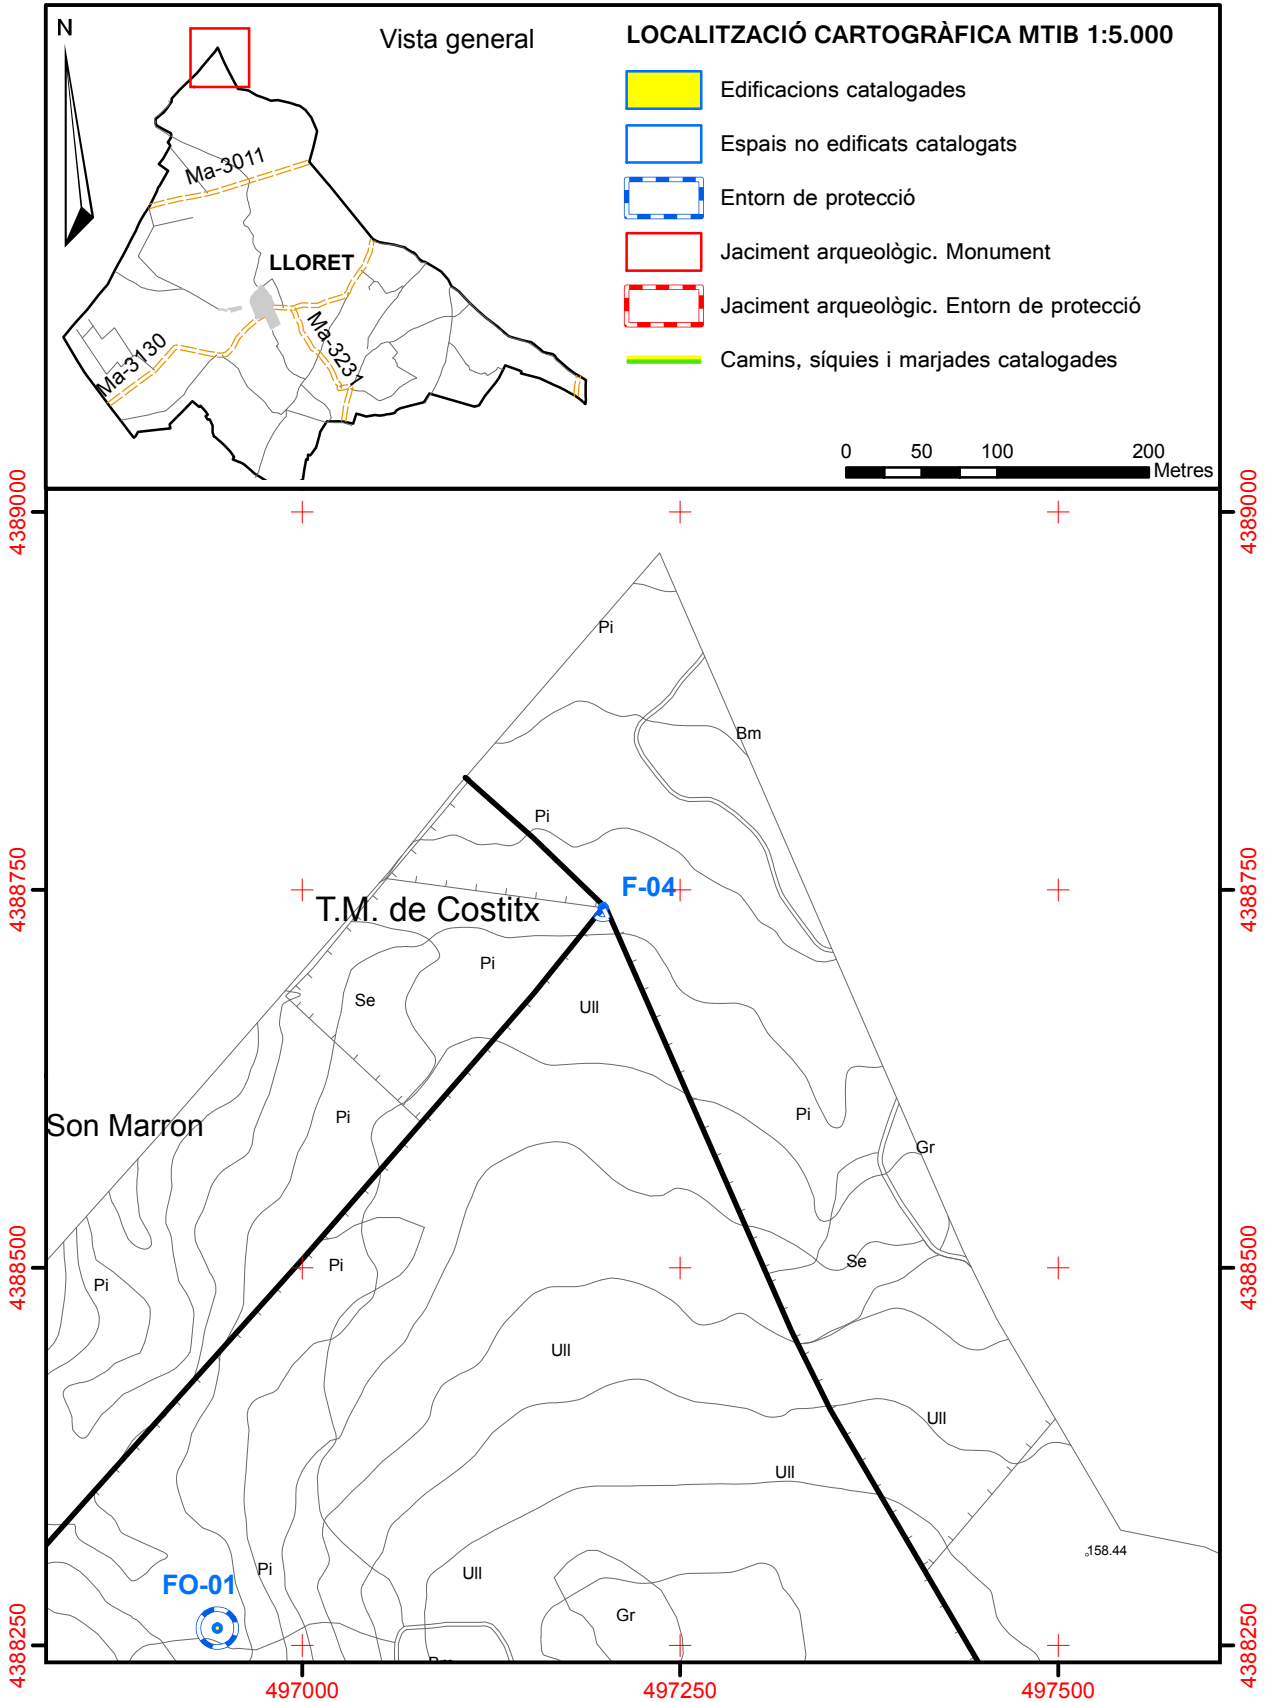 N
Vista general
Ma-3011
LLORET
Ma-3130
Ma-3231
LOCALITZACIÓ CARTOGRÀFICA MTIB 1:5.000
Edificacions catalogades
Espais no edificats catalogats
Entorn de protecció
Jaciment arqueològic. Monument
Jaciment arqueològic. Entorn de protecció
Camins, síquies i marjades catalogades
0 50 100 200
Metres
4389000
4389000
Pi
Bm
Pi
4388750
F-04
4388750
T.M. de Costitx
Pi
Se
Ull
Pi
Pi
Son Marron
Gr
4388500
Pi
Pi
Se
4388500
Ull
Ull
Ull
158.44
Pi
Ull
FO-01
Gr
4388250
4388250
497000
497250
497500